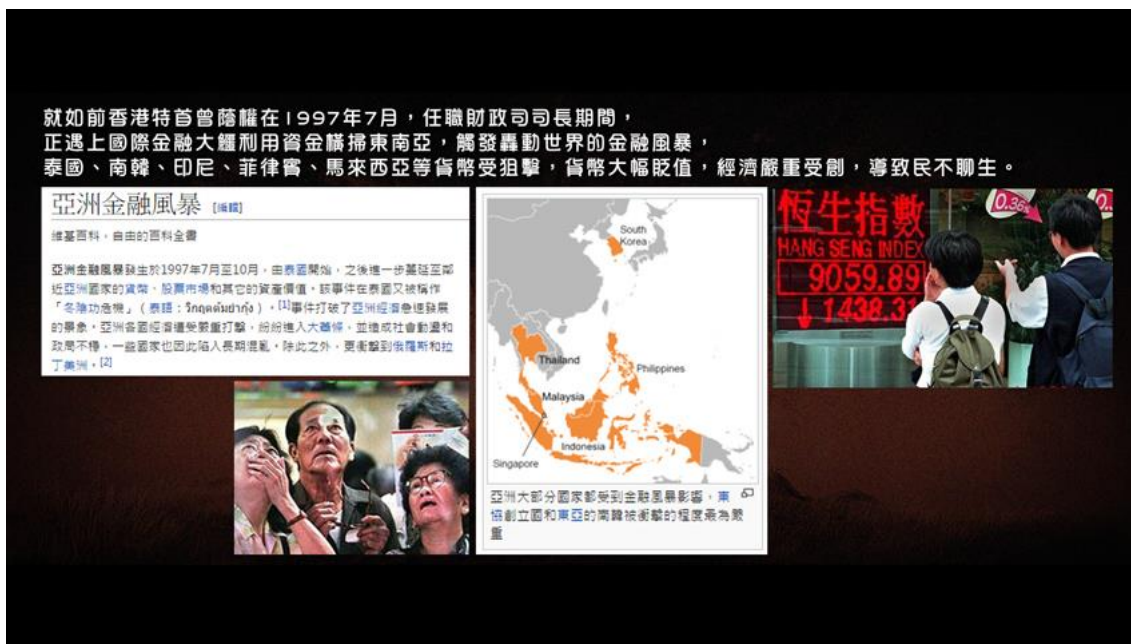 就如前香港特首曾蔭權在1997年7月，任職財政司司長期間，
正遇上國際金融大鱷利用資金橫掃東南亞，觸發轟動世界的金融風暴，
泰國、南韓、印尼、菲律賓、馬來西亞等貨幣受狙擊，貨幣大幅貶值，經濟嚴重受創，導致民不聊生。
亞洲金融風暴 [編輯]
維基百科，自由的百科全書
亞洲金融風暴發生於1997年7月至10月，由泰國開始，之後進一步蔓延至鄰
近亞洲國家的貨幣、股票市場和其它的資產價值。該事件在泰國又被稱作
「冬陰功危機」（泰語：วิกฤตต้มยำกุ้ง）。[1]事件打破了亞洲經濟急速發展
的景象。亞洲各國經濟遭受嚴重打擊，紛紛進入大蕭條，並造成社會動盪和
政局不穩，一些國家也因此陷入長期混亂。除此之外，更衝擊到俄羅斯和拉
丁美洲。[2]
South
Korea
Thailand
Philippines
Malaysia
Indonesia
Singapore
亞洲大部分國家都受到金融風暴影響，東
協創立國和東亞的南韓被衝擊的程度最為嚴
重
恆生指數
HANG SENG INDEX
9059.89
↓1438.31
0.36%
0.